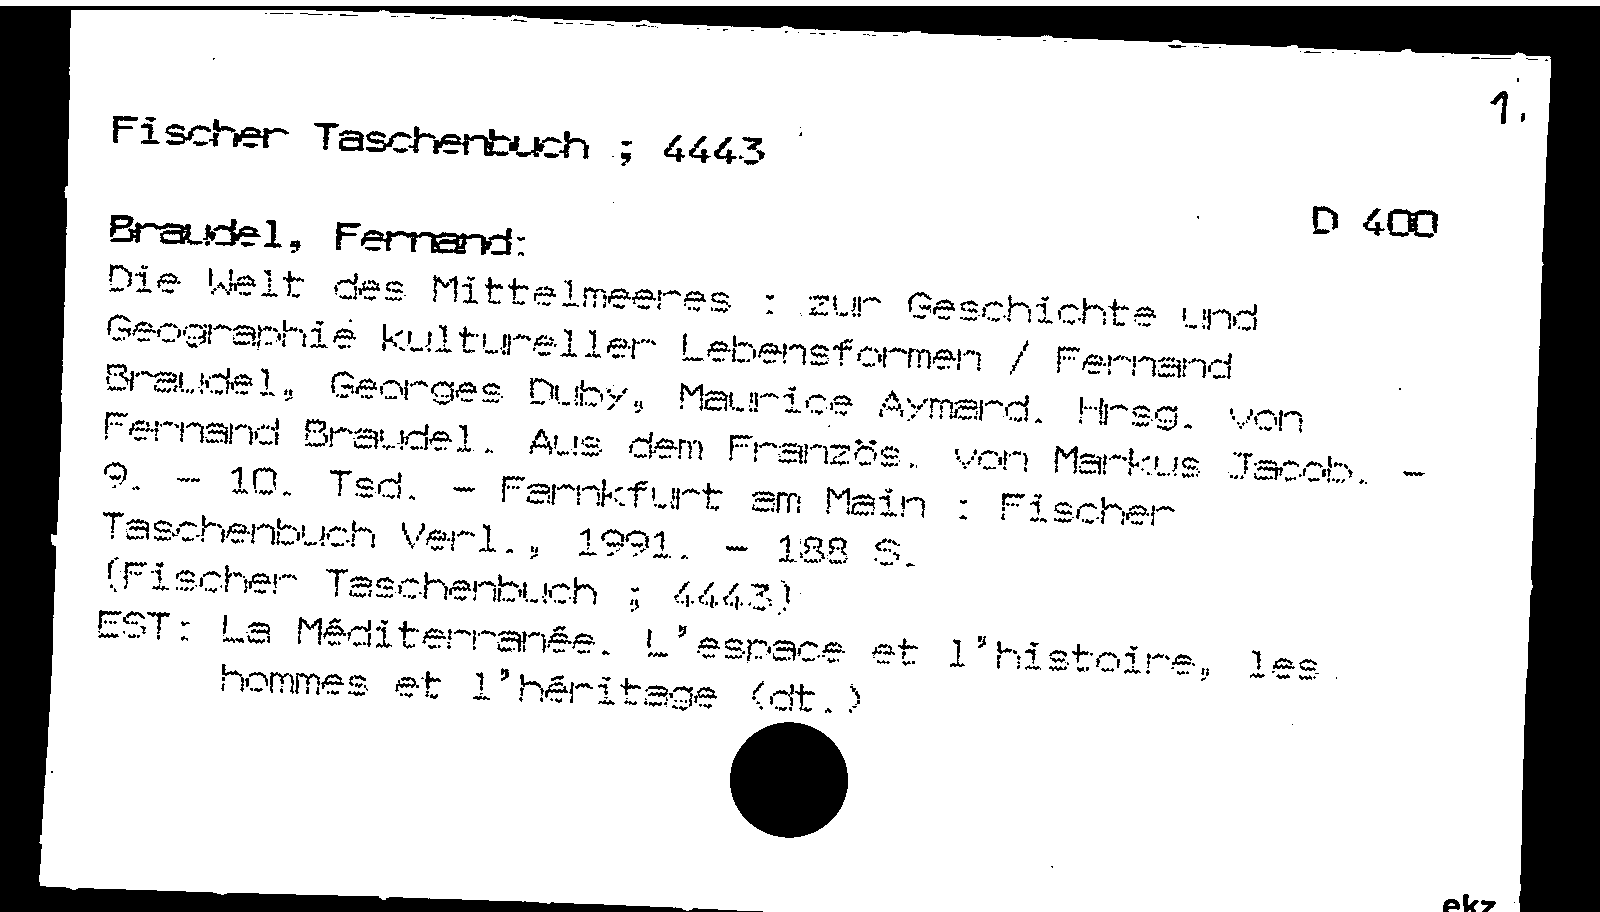 1.
Fischer Taschenbuch ; 4443
D 400
Braudel, Fernand:
Die Welt des Mittelmeeres : zur Geschichte und
Geographie kultureller Lebensformen / Fernand
Braudel, Georges Duby, Maurice Aymard. Hrsg. von
Fernand Braudel. Aus dem Französ. von Markus Jacob. -
9. - 10. Tsd. - Farnkfurt am Main : Fischer
Taschenbuch Verl., 1991. - 188 S.
(Fischer Taschenbuch ; 4443)
EST: La Méditerranée. L'espace et l'histoire, les
hommes et l'héritage (dt.)
ekz